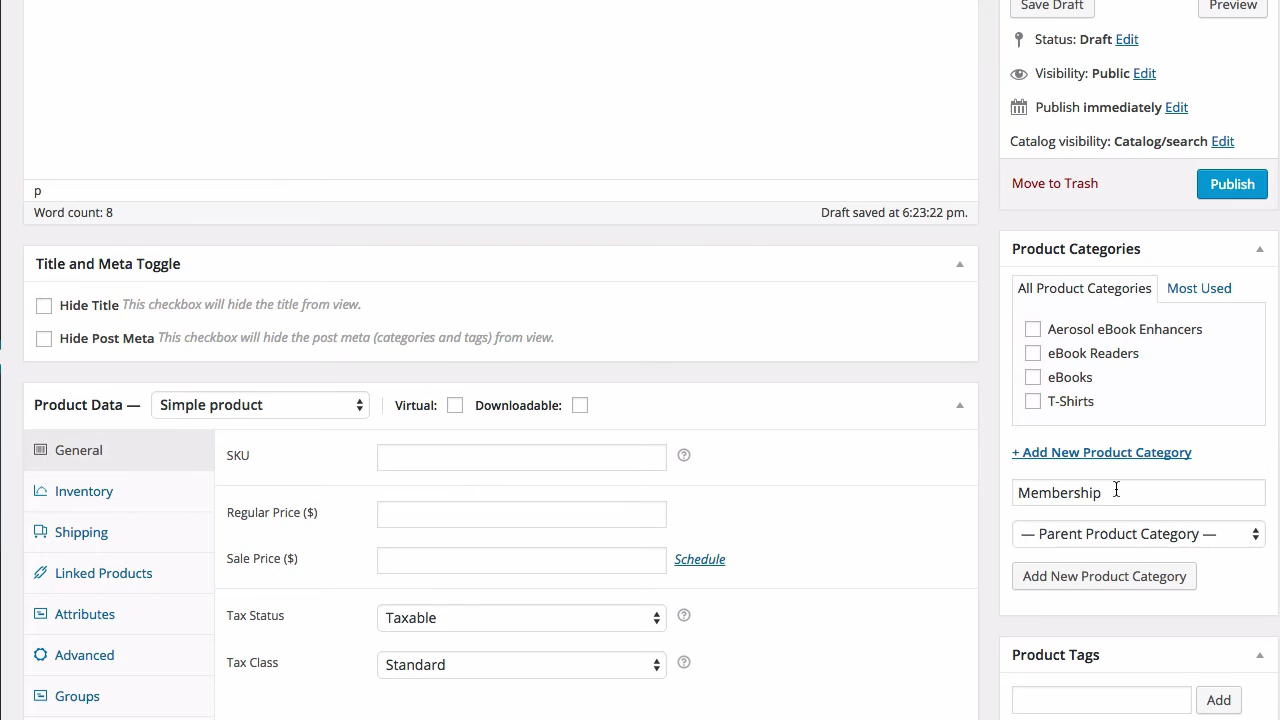 Save Draft
Preview
Status: Draft Edit
Visibility: Public Edit
Publish immediately Edit
Catalog visibility: Catalog/search Edit
Move to Trash
Publish
p
Word count: 8
Draft saved at 6:23:22 pm.
Title and Meta Toggle
Hide Title This checkbox will hide the title from view.
Hide Post Meta This checkbox will hide the post meta (categories and tags) from view.
Product Data —
Simple product
Virtual:
Downloadable:
General
Inventory
Shipping
Linked Products
Attributes
Advanced
Groups
SKU
Regular Price ($)
Sale Price ($)
Schedule
Tax Status
Taxable
Tax Class
Standard
Product Categories
All Product Categories
Most Used
Aerosol eBook Enhancers
eBook Readers
eBooks
T-Shirts
+ Add New Product Category
Membership
— Parent Product Category —
Add New Product Category
Product Tags
Add